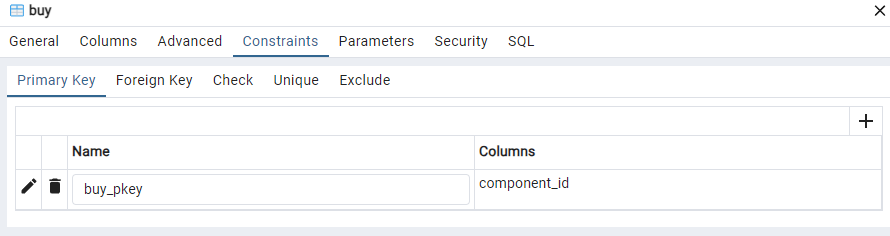 buy
General Columns Advanced Constraints Parameters Security SQL
Primary Key Foreign Key Check Unique Exclude
Name Columns
buy_pkey component_id